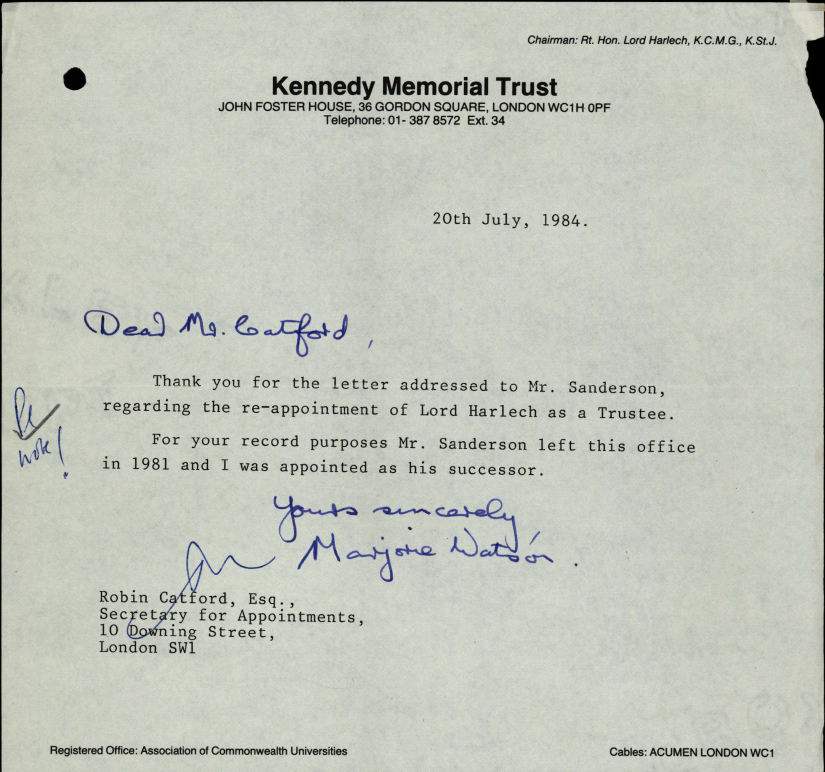 Chairman: Rt. Hon. Lord Harlech, K.C.M.G., K.St.J.
Kennedy Memorial Trust
JOHN FOSTER HOUSE, 36 GORDON SQUARE, LONDON WC1H 0PF
Telephone: 01- 387 8572 Ext. 34
20th July, 1984.
Dear Mr. Catford,
Thank you for the letter addressed to Mr. Sanderson,
regarding the re-appointment of Lord Harlech as a Trustee.
For your record purposes Mr. Sanderson left this office
in 1981 and I was appointed as his successor.
note!
Yours sincerely
Marjorie Watson.
Robin Catford, Esq.,
Secretary for Appointments,
10 Downing Street,
London SW1
Registered Office: Association of Commonwealth Universities
Cables: ACUMEN LONDON WC1